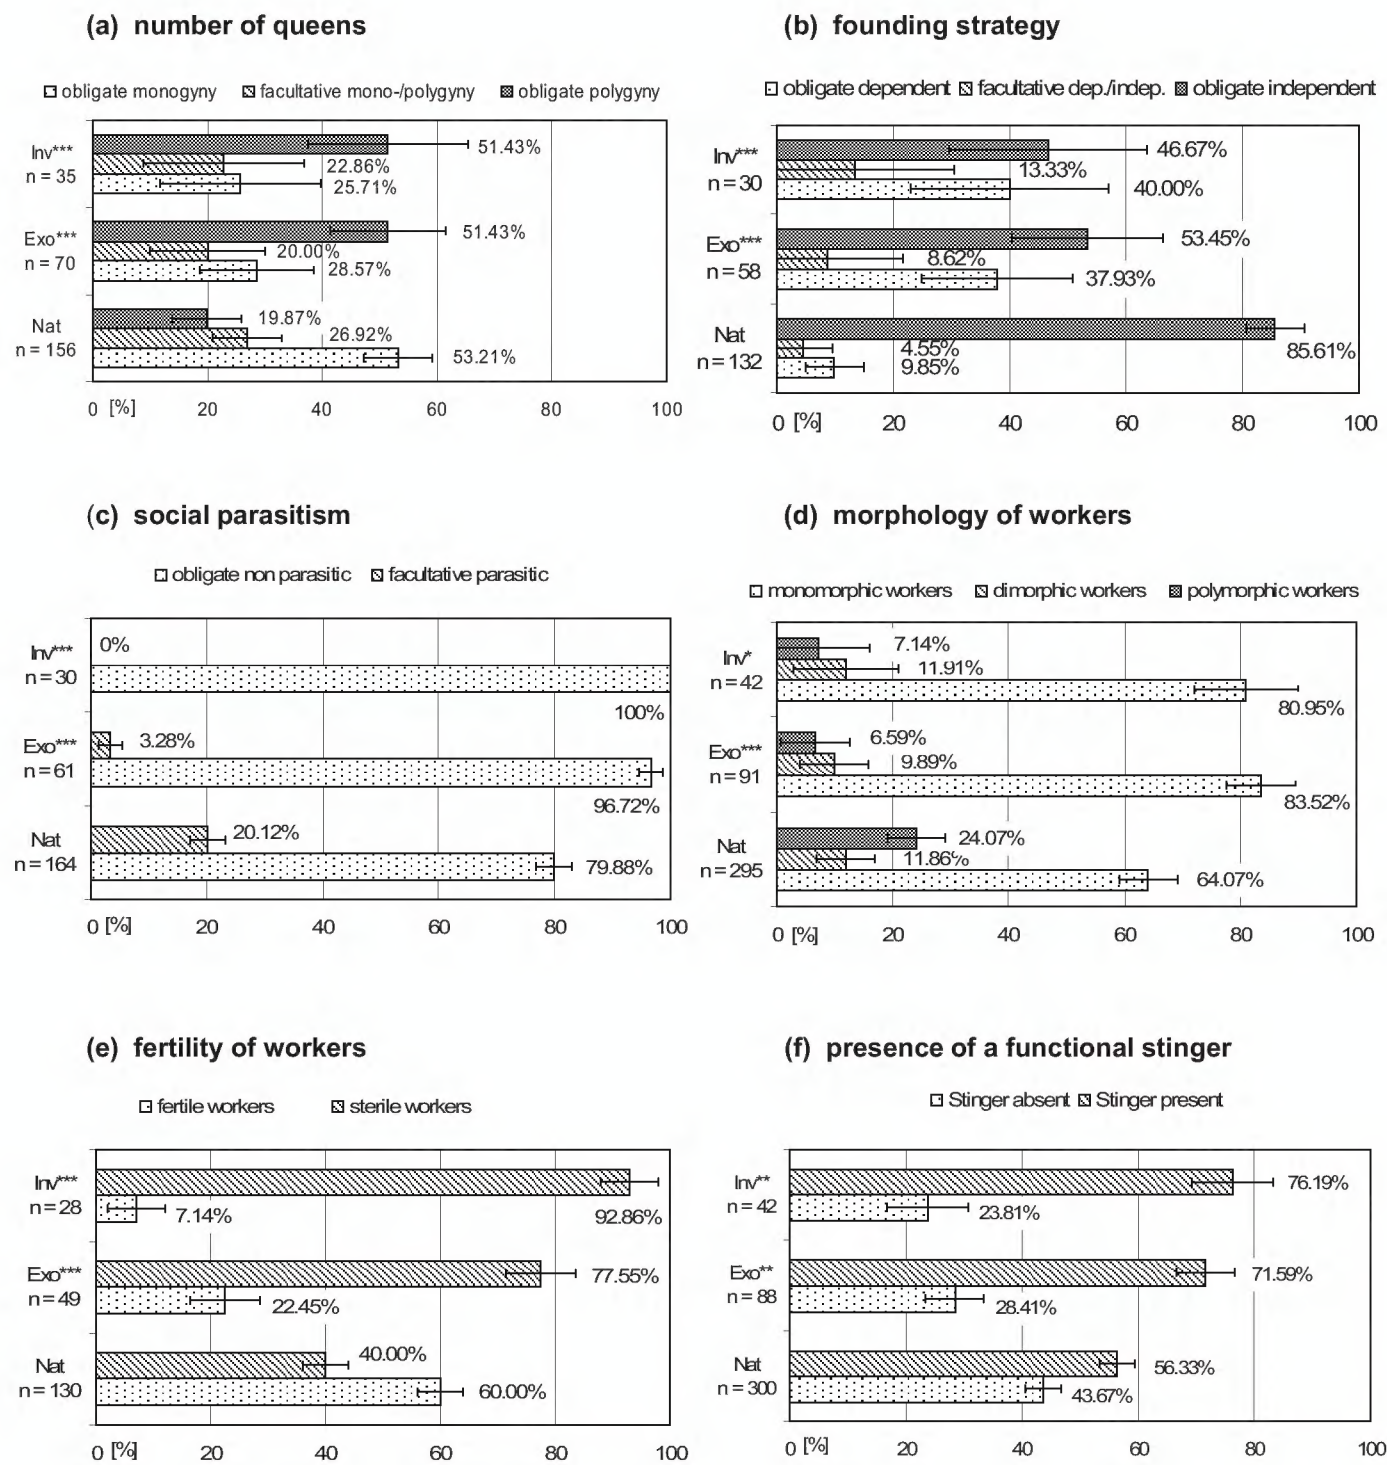 (a) number of queens
obligate monogyny facultative mono-/polygyny obligate polygyny
Inv***
n = 35
51.43%
22.86%
25.71%
Exo***
n = 70
51.43%
20.00%
28.57%
Nat
n = 156
19.87%
26.92%
53.21%
0 [%] 20 40 60 80 100
(b) founding strategy
obligate dependent facultative dep./indep. obligate independent
Inv***
n = 30
46.67%
13.33%
40.00%
Exo***
n = 58
53.45%
8.62%
37.93%
Nat
n = 132
85.61%
4.55%
9.85%
0 [%] 20 40 60 80 100
(c) social parasitism
obligate non parasitic facultative parasitic
Inv***
n = 30
0%
100%
Exo***
n = 61
3.28%
96.72%
Nat
n = 164
20.12%
79.88%
0 [%] 20 40 60 80 100
(d) morphology of workers
monomorphic workers dimorphic workers polymorphic workers
Inv*
n = 42
7.14%
11.91%
80.95%
Exo***
n = 91
6.59%
9.89%
83.52%
Nat
n = 295
24.07%
11.86%
64.07%
0 [%] 20 40 60 80 100
(e) fertility of workers
fertile workers sterile workers
Inv***
n = 28
92.86%
7.14%
Exo***
n = 49
77.55%
22.45%
Nat
n = 130
40.00%
60.00%
0 [%] 20 40 60 80 100
(f) presence of a functional stinger
Stinger absent Stinger present
Inv**
n = 42
76.19%
23.81%
Exo**
n = 88
71.59%
28.41%
Nat
n = 300
56.33%
43.67%
0 [%] 20 40 60 80 100